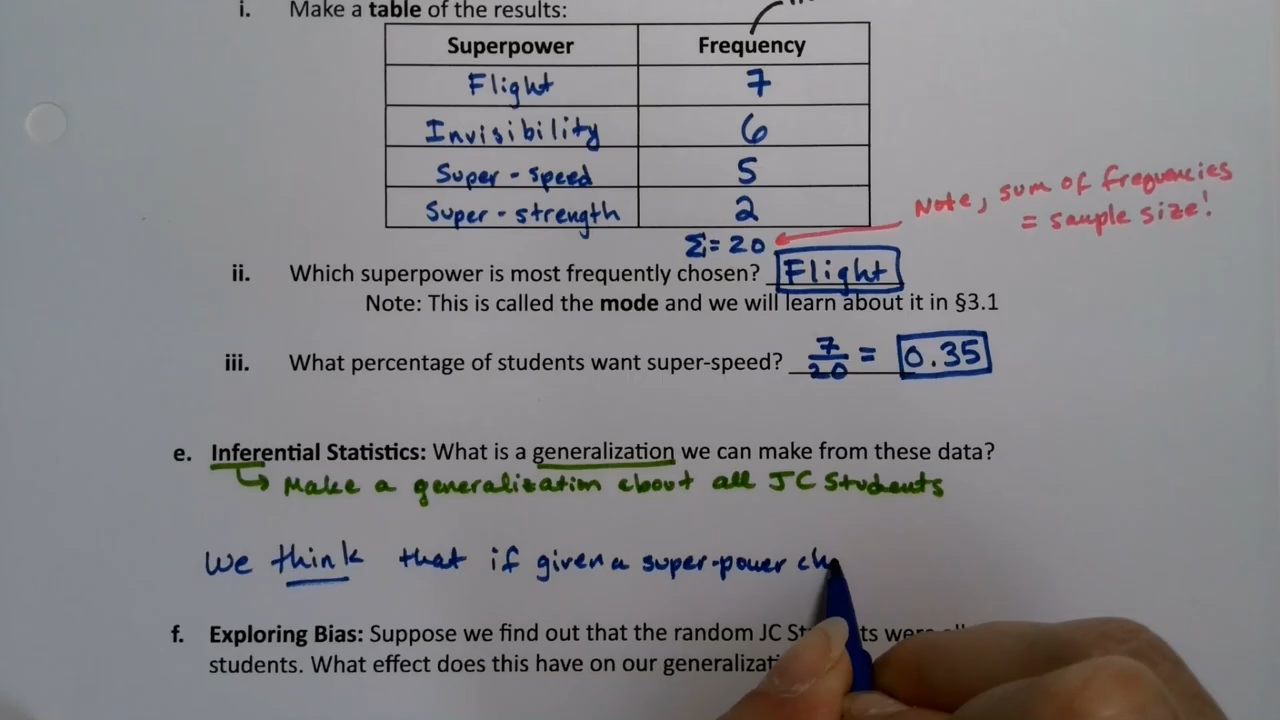 i. Make a table of the results:
Superpower Frequency
Flight 7
Invisibility 6
Super-speed 5
Super-strength 2
Σ = 20
Note, sum of frequencies
= sample size!
ii. Which superpower is most frequently chosen? Flight
Note: This is called the mode and we will learn about it in §3.1
iii. What percentage of students want super-speed? 7/20 = 0.35
e. Inferential Statistics: What is a generalization we can make from these data?
↳ Make a generalization about all JC Students
We think that if given a super-power
f. Exploring Bias: Suppose we find out that the random JC
students. What effect does this have on our